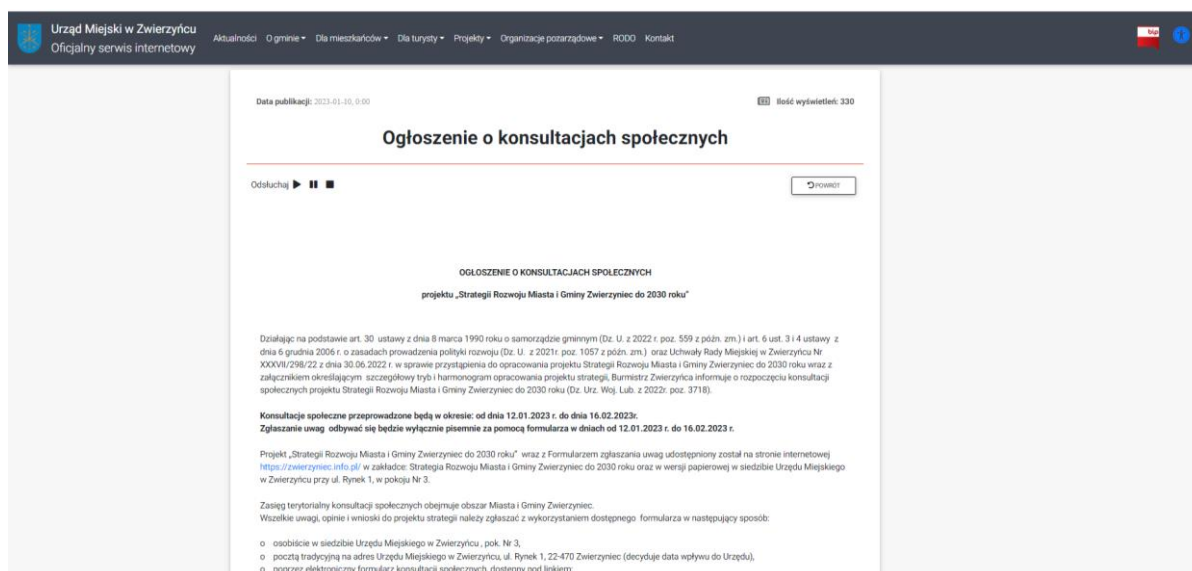 Urząd Miejski w Zwierzyńcu
Oficjalny serwis internetowy
Aktualności O gminie Dla mieszkańców Dla turysty Projekty Organizacje pozarządowe RODO Kontakt
bip
Data publikacji: 2023-01-10, 0:00 Ilość wyświetleń: 330
Ogłoszenie o konsultacjach społecznych
Odsłuchaj
POWRÓT
OGŁOSZENIE O KONSULTACJACH SPOŁECZNYCH
projektu „Strategii Rozwoju Miasta i Gminy Zwierzyniec do 2030 roku"
Działając na podstawie art. 30 ustawy z dnia 8 marca 1990 roku o samorządzie gminnym (Dz. U. z 2022 r. poz. 559 z późn. zm.) i art. 6 ust. 3 i 4 ustawy z
dnia 6 grudnia 2006 r. o zasadach prowadzenia polityki rozwoju (Dz. U. z 2021r. poz. 1057 z późn. zm.) oraz Uchwały Rady Miejskiej w Zwierzyńcu Nr
XXXVII/298/22 z dnia 30.06.2022 r. w sprawie przystąpienia do opracowania projektu Strategii Rozwoju Miasta i Gminy Zwierzyniec do 2030 roku wraz z
załącznikiem określającym szczegółowy tryb i harmonogram opracowania projektu strategii, Burmistrz Zwierzyńca informuje o rozpoczęciu konsultacji
społecznych projektu Strategii Rozwoju Miasta i Gminy Zwierzyniec do 2030 roku (Dz. Urz. Woj. Lub. z 2022r. poz. 3718).
Konsultacje społeczne przeprowadzone będą w okresie: od dnia 12.01.2023 r. do dnia 16.02.2023r.
Zgłaszanie uwag odbywać się będzie wyłącznie pisemnie za pomocą formularza w dniach od 12.01.2023 r. do 16.02.2023 r.
Projekt „Strategii Rozwoju Miasta i Gminy Zwierzyniec do 2030 roku" wraz z Formularzem zgłaszania uwag udostępniony został na stronie internetowej
https://zwierzyniec.info.pl/ w zakładce: Strategia Rozwoju Miasta i Gminy Zwierzyniec do 2030 roku oraz w wersji papierowej w siedzibie Urzędu Miejskiego
w Zwierzyńcu przy ul. Rynek 1, w pokoju Nr 3.
Zasięg terytorialny konsultacji społecznych obejmuje obszar Miasta i Gminy Zwierzyniec.
Wszelkie uwagi, opinie i wnioski do projektu strategii należy zgłaszać z wykorzystaniem dostępnego formularza w następujący sposób:
o osobiście w siedzibie Urzędu Miejskiego w Zwierzyńcu , pok. Nr 3,
o pocztą tradycyjną na adres Urzędu Miejskiego w Zwierzyńcu, ul. Rynek 1, 22-470 Zwierzyniec (decyduje data wpływu do Urzędu),
o poprzez elektroniczny formularz konsultacji społecznych, dostępny pod linkiem: